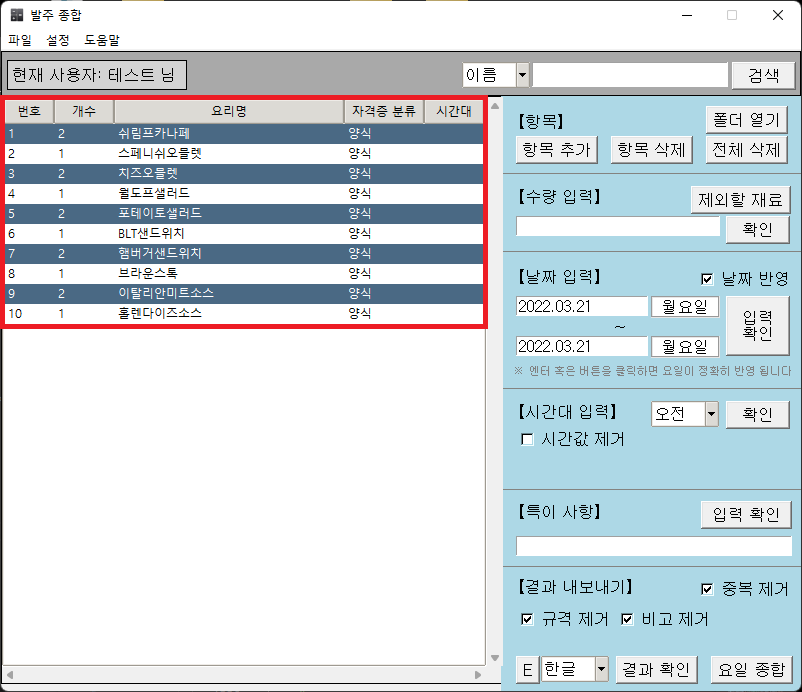 발주 종합
파일 설정 도움말
현재 사용자: 테스트 님
이름 검색
번호 개수 요리명 자격증 분류 시간대
1 2 쉬림프카나페 양식
2 1 스페니쉬오믈렛 양식
3 2 치즈오믈렛 양식
4 1 월도프샐러드 양식
5 2 포테이토샐러드 양식
6 1 BLT샌드위치 양식
7 2 햄버거샌드위치 양식
8 1 브라운스톡 양식
9 2 이탈리안미트소스 양식
10 1 홀렌다이즈소스 양식
【항목】 폴더 열기
항목 추가 항목 삭제 전체 삭제
【수량 입력】 제외할 재료
확인
【날짜 입력】 날짜 반영
2022.03.21 월요일
~
입력 확인
2022.03.21 월요일
※ 엔터 혹은 버튼을 클릭하면 요일이 정확히 반영 됩니다
【시간대 입력】 오전 확인
시간값 제거
【특이 사항】 입력 확인
【결과 내보내기】 중복 제거
규격 제거 비고 제거
E 한글 결과 확인 요일 종합